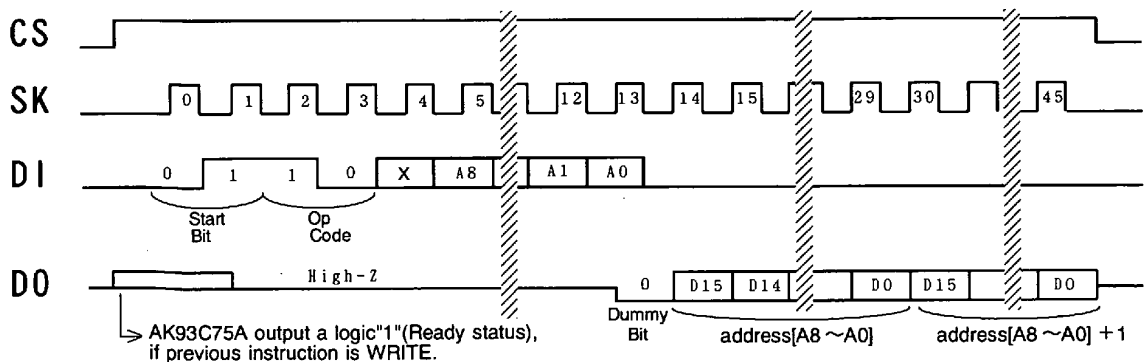 CS
SK
0 1 2 3 4 5 12 13 14 15 29 30 45
DI
0 1 1 0 X A8 A1 A0
Start
Bit
Op
Code
DO
High-Z
0 D15 D14 D0 D15 D0
Dummy
Bit
address[A8 ~A0]
address[A8 ~A0] +1
AK93C75A output a logic"1"(Ready status),
if previous instruction is WRITE.